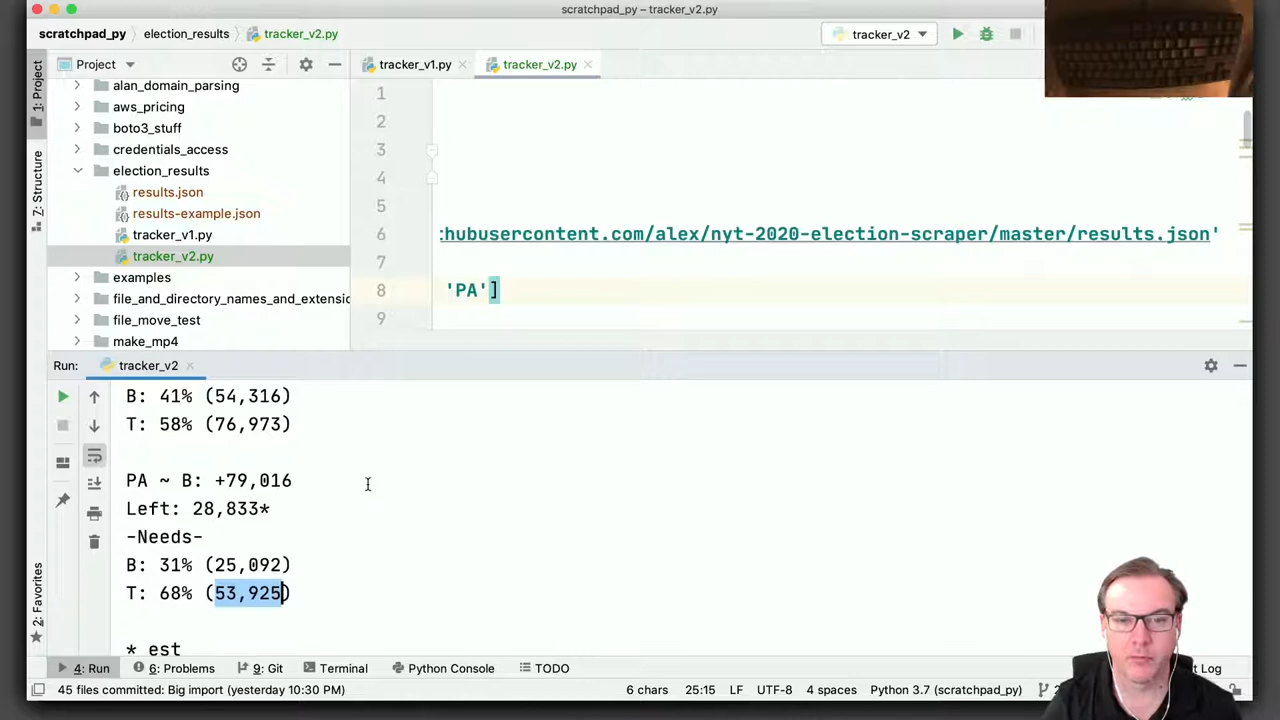 scratchpad_py – tracker_v2.py
scratchpad_py
election_results
tracker_v2.py
tracker_v2
1: Project
Project
tracker_v1.py
tracker_v2.py
alan_domain_parsing
aws_pricing
boto3_stuff
credentials_access
election_results
results.json
results-example.json
tracker_v1.py
tracker_v2.py
examples
file_and_directory_names_and_extensio
file_move_test
make_mp4
1
2
3
4
5
6
hubusercontent.com/alex/nyt-2020-election-scraper/master/results.json'
7
8
'PA']
9
Z: Structure
2: Favorites
Run:
tracker_v2
B: 41% (54,316)
T: 58% (76,973)
PA ~ B: +79,016
Left: 28,833*
-Needs-
B: 31% (25,092)
T: 68% (53,925)
* est
4: Run
6: Problems
9: Git
Terminal
Python Console
TODO
t Log
45 files committed: Big import (yesterday 10:30 PM)
6 chars
25:15
LF
UTF-8
4 spaces
Python 3.7 (scratchpad_py)